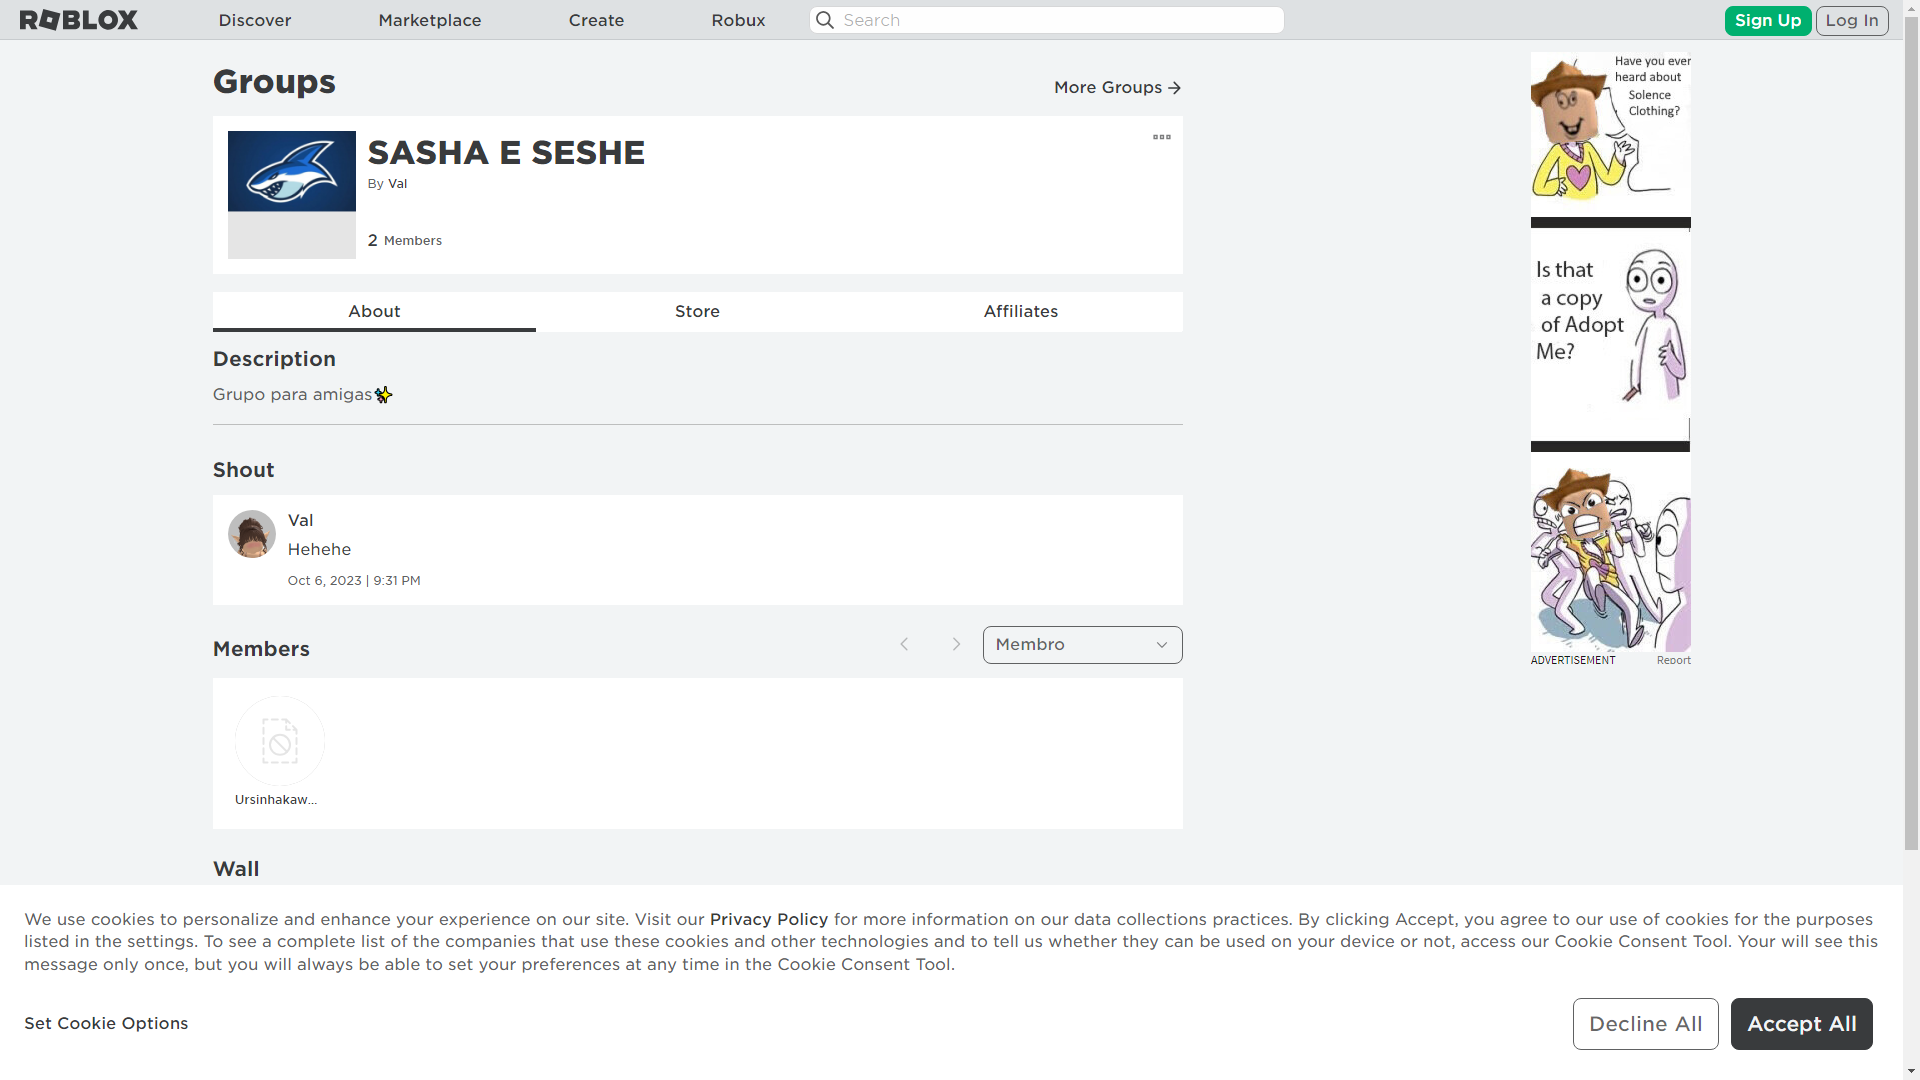 ROBLOX
Discover
Marketplace
Create
Robux
Search
Sign Up
Log In
Groups
More Groups
SASHA E SESHE
By Val
2 Members
About
Store
Affiliates
Description
Grupo para amigas✨
Shout
Val
Hehehe
Oct 6, 2023 | 9:31 PM
Members
Membro
Ursinhakaw...
Wall
Have you ever
heard about
Solence
Clothing?
Is that
a copy
of Adopt
Me?
ADVERTISEMENT
Report
We use cookies to personalize and enhance your experience on our site. Visit our Privacy Policy for more information on our data collections practices. By clicking Accept, you agree to our use of cookies for the purposes
listed in the settings. To see a complete list of the companies that use these cookies and other technologies and to tell us whether they can be used on your device or not, access our Cookie Consent Tool. Your will see this
message only once, but you will always be able to set your preferences at any time in the Cookie Consent Tool.
Set Cookie Options
Decline All
Accept All